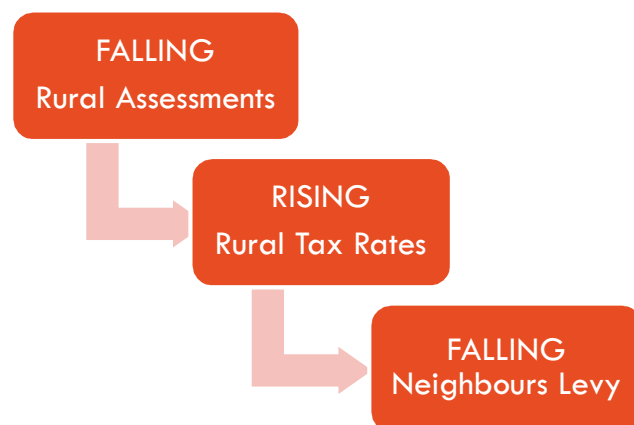 FALLING
Rural Assessments
RISING
Rural Tax Rates
FALLING
Neighbours Levy